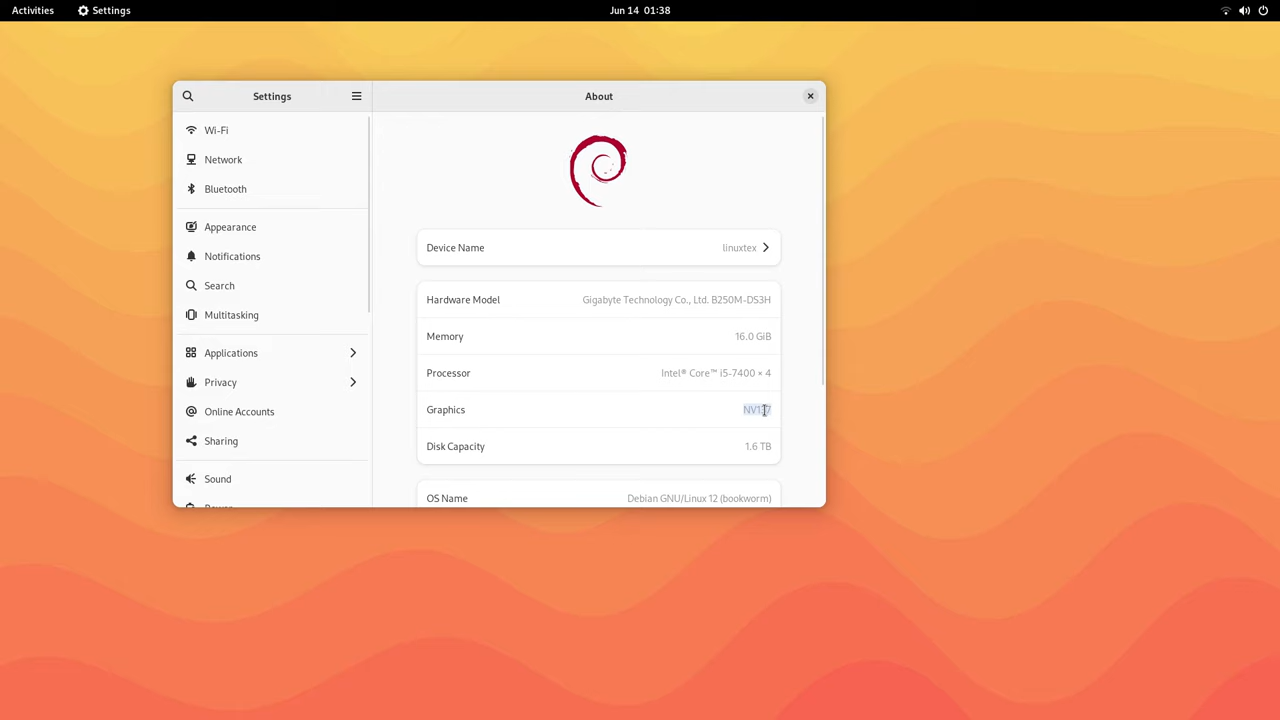 Activities Settings Jun 14 01:38
Settings About
Wi-Fi
Network
Bluetooth
Appearance
Notifications
Search
Multitasking
Applications
Privacy
Online Accounts
Sharing
Sound
Device Name linuxtex
Hardware Model Gigabyte Technology Co., Ltd. B250M-DS3H
Memory 16.0 GiB
Processor Intel® Core™ i5-7400 × 4
Graphics NV137
Disk Capacity 1.6 TB
OS Name Debian GNU/Linux 12 (bookworm)